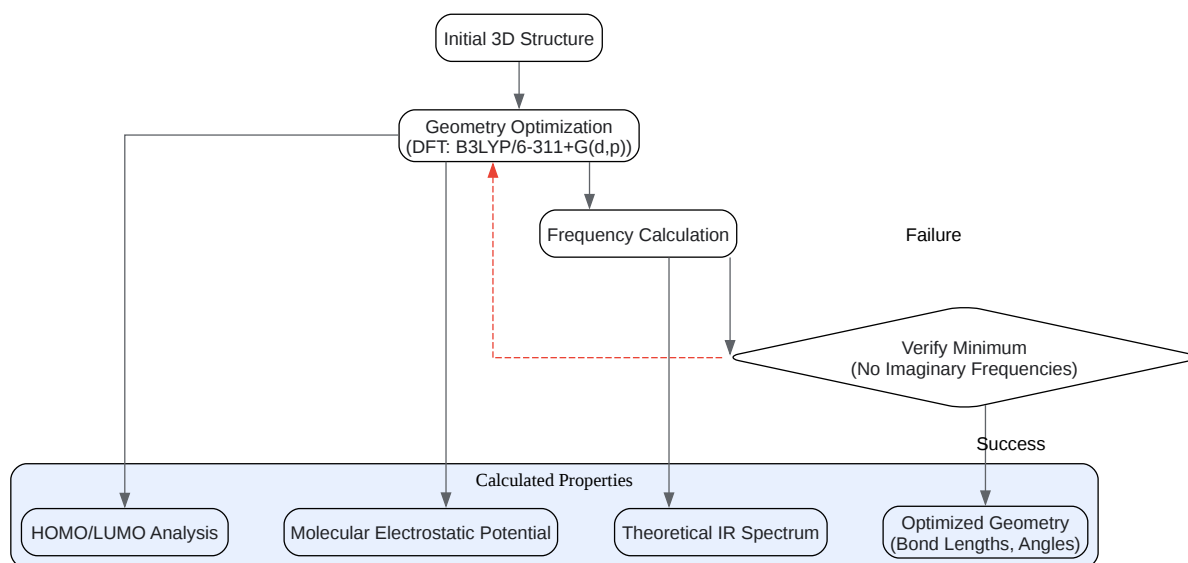 Initial 3D Structure
Geometry Optimization
(DFT: B3LYP/6-311+G(d,p))
Frequency Calculation
Failure
Verify Minimum
(No Imaginary Frequencies)
Success
Calculated Properties
HOMO/LUMO Analysis
Molecular Electrostatic Potential
Theoretical IR Spectrum
Optimized Geometry
(Bond Lengths, Angles)